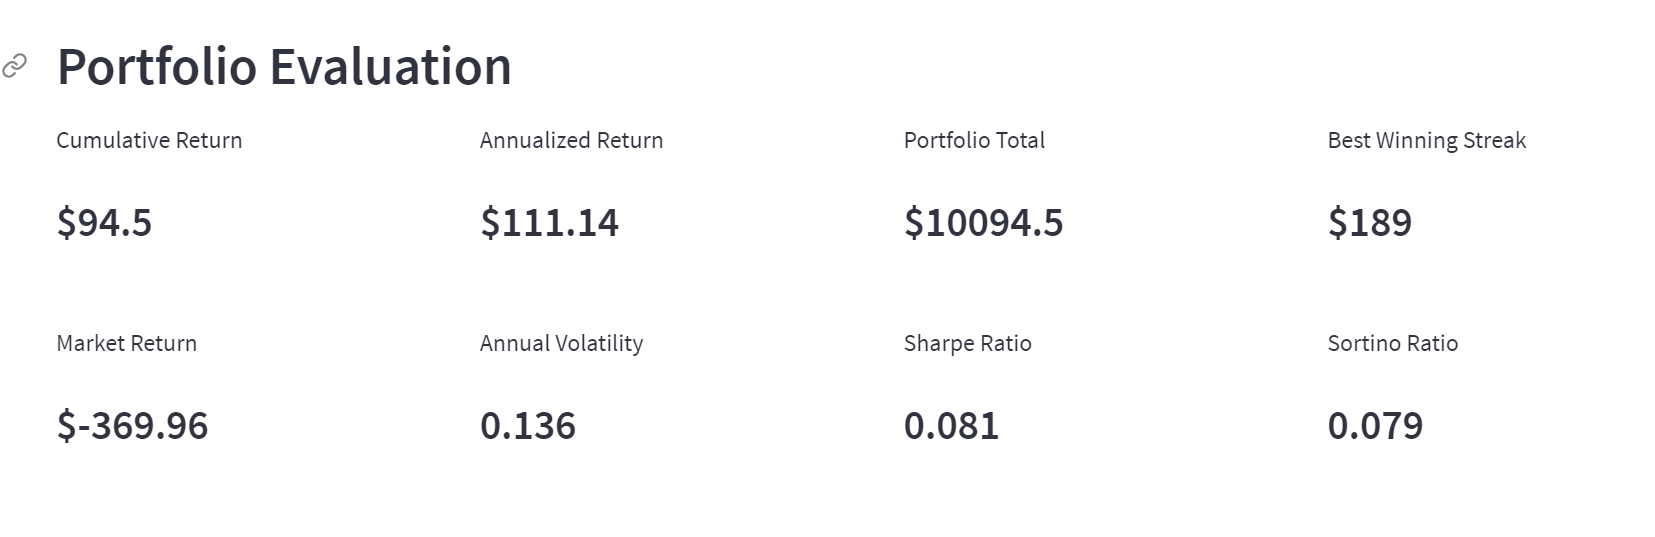 Portfolio Evaluation
Cumulative Return
Annualized Return
Portfolio Total
Best Winning Streak
$94.5
$111.14
$10094.5
$189
Market Return
Annual Volatility
Sharpe Ratio
Sortino Ratio
$-369.96
0.136
0.081
0.079